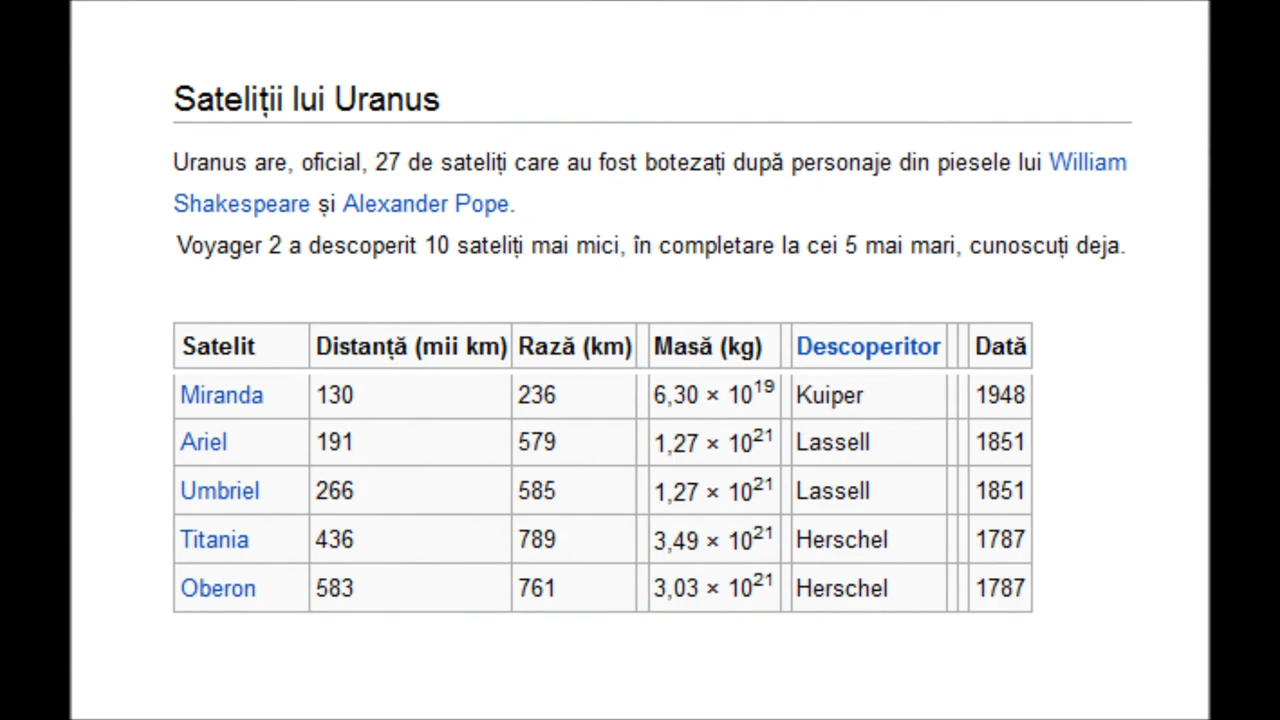 Sateliții lui Uranus
Uranus are, oficial, 27 de sateliți care au fost botezați după personaje din piesele lui William
Shakespeare și Alexander Pope.
Voyager 2 a descoperit 10 sateliți mai mici, în completare la cei 5 mai mari, cunoscuți deja.
Satelit Distanță (mii km) Rază (km) Masă (kg) Descoperitor Dată
Miranda 130 236 6,30 × 10¹⁹ Kuiper 1948
Ariel 191 579 1,27 × 10²¹ Lassell 1851
Umbriel 266 585 1,27 × 10²¹ Lassell 1851
Titania 436 789 3,49 × 10²¹ Herschel 1787
Oberon 583 761 3,03 × 10²¹ Herschel 1787